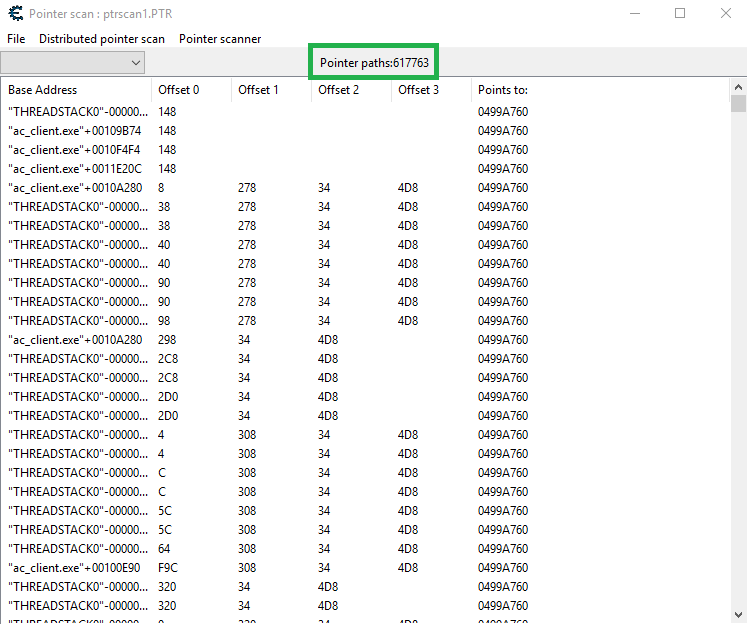 Pointer scan : ptrscan1.PTR
File Distributed pointer scan Pointer scanner
Pointer paths:617763
Base Address Offset 0 Offset 1 Offset 2 Offset 3 Points to:
"THREADSTACK0"-00000... 148 0499A760
"ac_client.exe"+00109B74 148 0499A760
"ac_client.exe"+0010F4F4 148 0499A760
"ac_client.exe"+0011E20C 148 0499A760
"ac_client.exe"+0010A280 8 278 34 4D8 0499A760
"THREADSTACK0"-00000... 38 278 34 4D8 0499A760
"THREADSTACK0"-00000... 38 278 34 4D8 0499A760
"THREADSTACK0"-00000... 40 278 34 4D8 0499A760
"THREADSTACK0"-00000... 40 278 34 4D8 0499A760
"THREADSTACK0"-00000... 90 278 34 4D8 0499A760
"THREADSTACK0"-00000... 90 278 34 4D8 0499A760
"THREADSTACK0"-00000... 98 278 34 4D8 0499A760
"ac_client.exe"+0010A280 298 34 4D8 0499A760
"THREADSTACK0"-00000... 2C8 34 4D8 0499A760
"THREADSTACK0"-00000... 2C8 34 4D8 0499A760
"THREADSTACK0"-00000... 2D0 34 4D8 0499A760
"THREADSTACK0"-00000... 2D0 34 4D8 0499A760
"THREADSTACK0"-00000... 4 308 34 4D8 0499A760
"THREADSTACK0"-00000... 4 308 34 4D8 0499A760
"THREADSTACK0"-00000... C 308 34 4D8 0499A760
"THREADSTACK0"-00000... C 308 34 4D8 0499A760
"THREADSTACK0"-00000... 5C 308 34 4D8 0499A760
"THREADSTACK0"-00000... 5C 308 34 4D8 0499A760
"THREADSTACK0"-00000... 64 308 34 4D8 0499A760
"ac_client.exe"+00100E90 F9C 308 34 4D8 0499A760
"THREADSTACK0"-00000... 320 34 4D8 0499A760
"THREADSTACK0"-00000... 320 34 4D8 0499A760